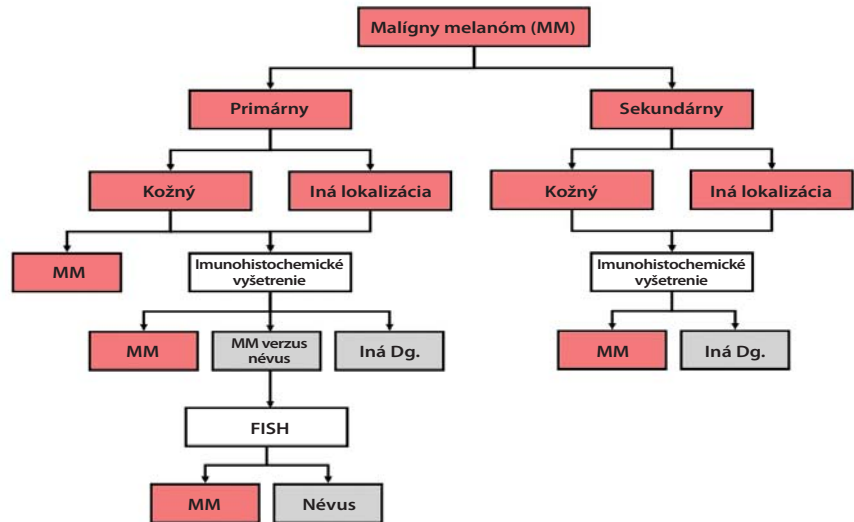 Malígny melanóm (MM)
Primárny
Sekundárny
Kožný
Iná lokalizácia
Kožný
Iná lokalizácia
MM
Imunohistochemické
vyšetrenie
Imunohistochemické
vyšetrenie
MM
MM verzus
névus
Iná Dg.
MM
Iná Dg.
FISH
MM
Névus